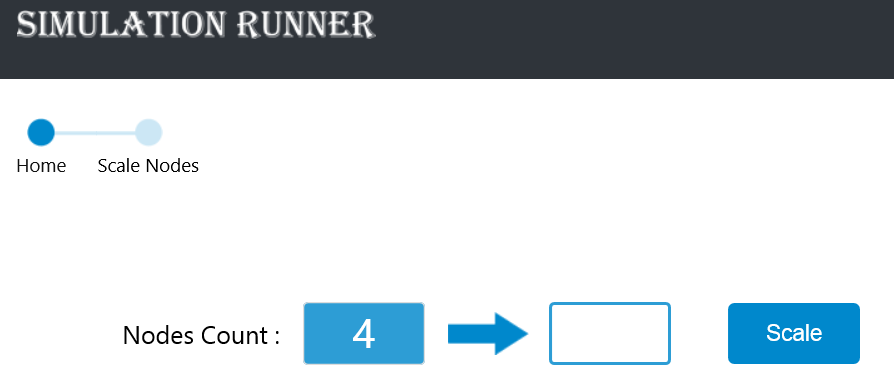 SIMULATION RUNNER
Home Scale Nodes
Nodes Count : 4 Scale